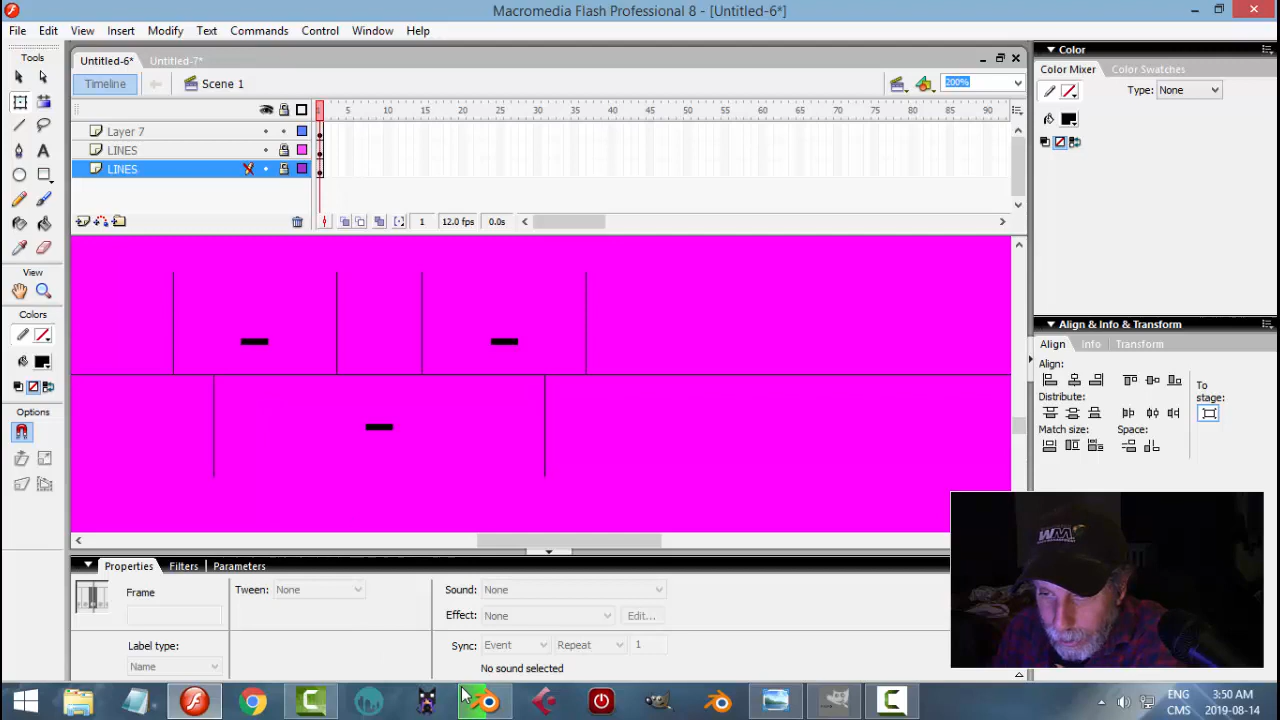 Macromedia Flash Professional 8 - [Untitled-6*]
File Edit View Insert Modify Text Commands Control Window Help
Tools
Untitled-6* Untitled-7*
Timeline Scene 1 200%
5 10 15 20 25 30 35 40 45 50 55 60 65 70 75 80 85 90
Layer 7
LINES
LINES
1 12.0 fps 0.0s
View
Colors
Options
Color
Color Mixer Color Swatches
Type: None
Align & Info & Transform
Align Info Transform
Align:
To stage:
Distribute:
Match size: Space:
Properties Filters Parameters
Frame Tween: None Sound: None
Effect: None Edit...
Label type: Sync: Event Repeat 1
Name No sound selected
WM
ENG 3:50 AM
CMS 2019-08-14